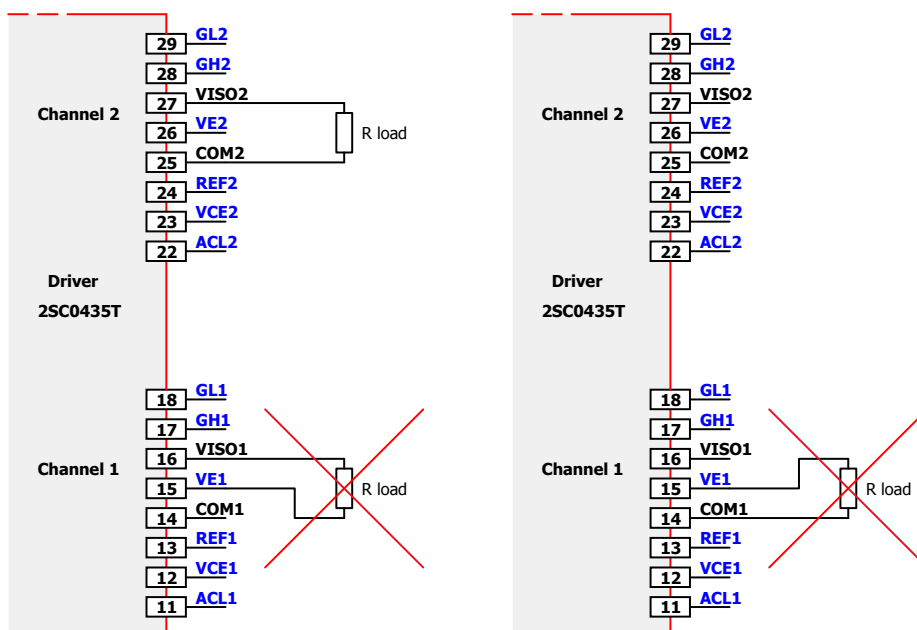 29 GL2
28 GH2
27 VISO2
Channel 2
26 VE2
R load
25 COM2
24 REF2
23 VCE2
22 ACL2
Driver
2SC0435T
18 GL1
17 GH1
16 VISO1
Channel 1
15 VE1
R load
14 COM1
13 REF1
12 VCE1
11 ACL1
29 GL2
28 GH2
27 VISO2
Channel 2
26 VE2
25 COM2
24 REF2
23 VCE2
22 ACL2
Driver
2SC0435T
18 GL1
17 GH1
16 VISO1
Channel 1
15 VE1
R load
14 COM1
13 REF1
12 VCE1
11 ACL1